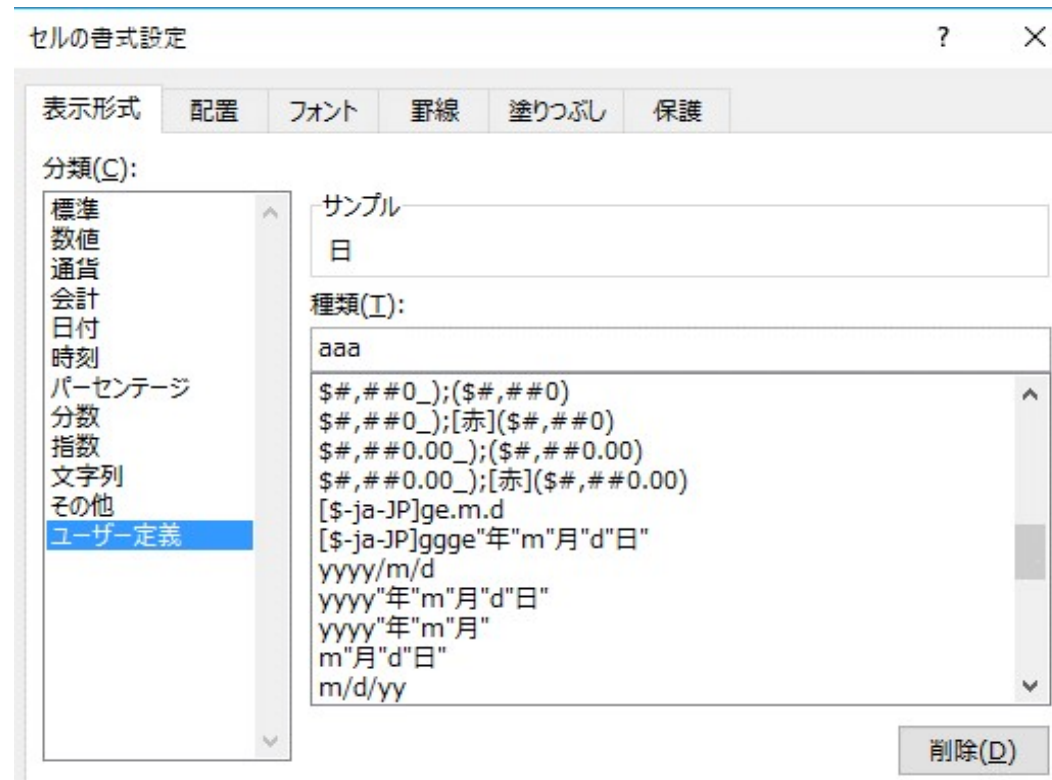 セルの書式設定 ? ×
表示形式 配置 フォント 罫線 塗りつぶし 保護
分類(C):
標準
数値
通貨
会計
日付
時刻
パーセンテージ
分数
指数
文字列
その他
ユーザー定義
サンプル
日
種類(T):
aaa
$#,##0_);($#,##0)
$#,##0_);[赤]($#,##0)
$#,##0.00_);($#,##0.00)
$#,##0.00_);[赤]($#,##0.00)
[$-ja-JP]ge.m.d
[$-ja-JP]ggge"年"m"月"d"日"
yyyy/m/d
yyyy"年"m"月"d"日"
yyyy"年"m"月"
m"月"d"日"
m/d/yy
削除(D)